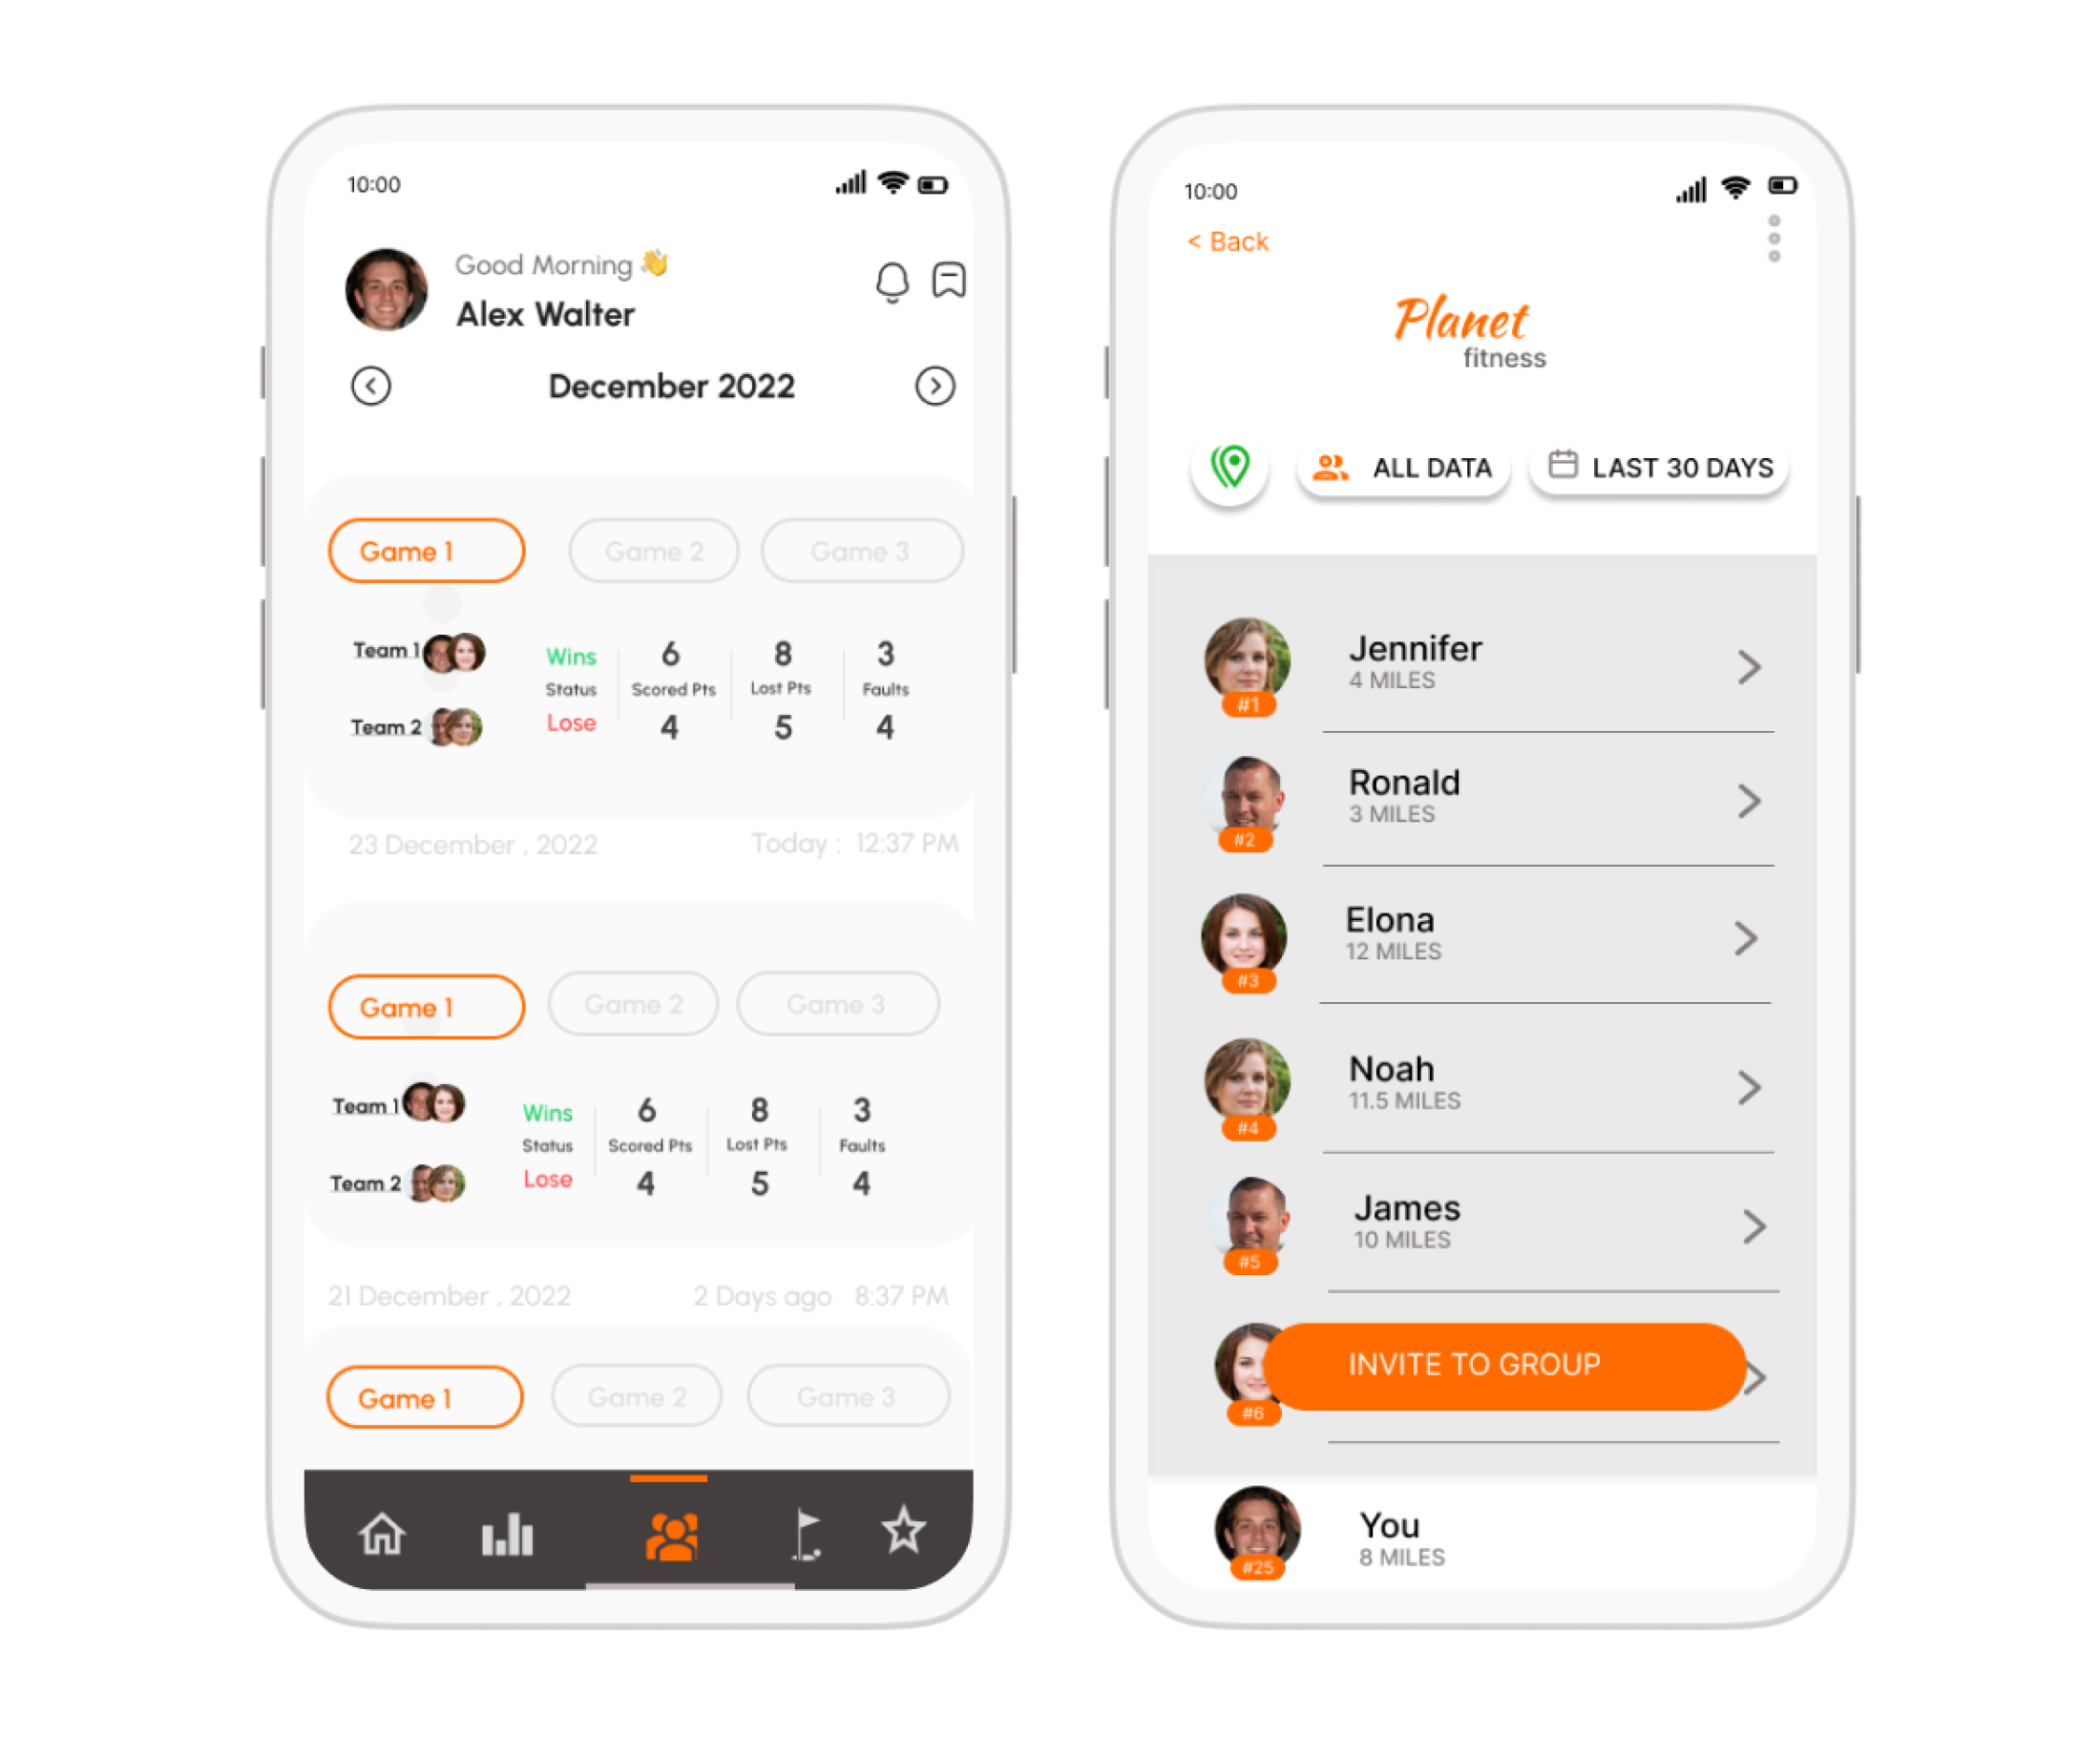 10:00
Good Morning 👋
Alex Walter
December 2022
Game 1 Game 2 Game 3
Team 1 Wins 6 8 3
Status Scored Pts Lost Pts Faults
Team 2 Lose 4 5 4
23 December , 2022 Today : 12:37 PM
Game 1 Game 2 Game 3
Team 1 Wins 6 8 3
Status Scored Pts Lost Pts Faults
Team 2 Lose 4 5 4
21 December , 2022 2 Days ago 8:37 PM
Game 1 Game 2 Game 3
10:00
< Back
Planet
fitness
ALL DATA LAST 30 DAYS
Jennifer
4 MILES
#1
Ronald
3 MILES
#2
Elona
12 MILES
#3
Noah
11.5 MILES
#4
James
10 MILES
#5
INVITE TO GROUP
#6
You
8 MILES
#25